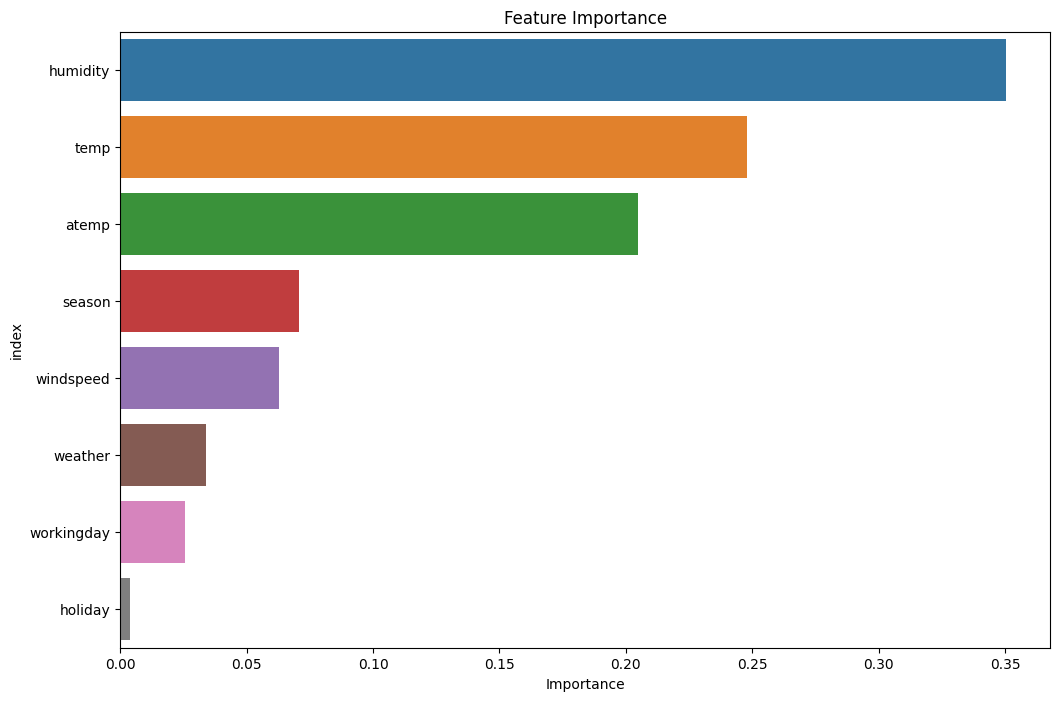 Feature Importance
humidity
temp
atemp
season
windspeed
weather
workingday
holiday
index
0.00 0.05 0.10 0.15 0.20 0.25 0.30 0.35
Importance